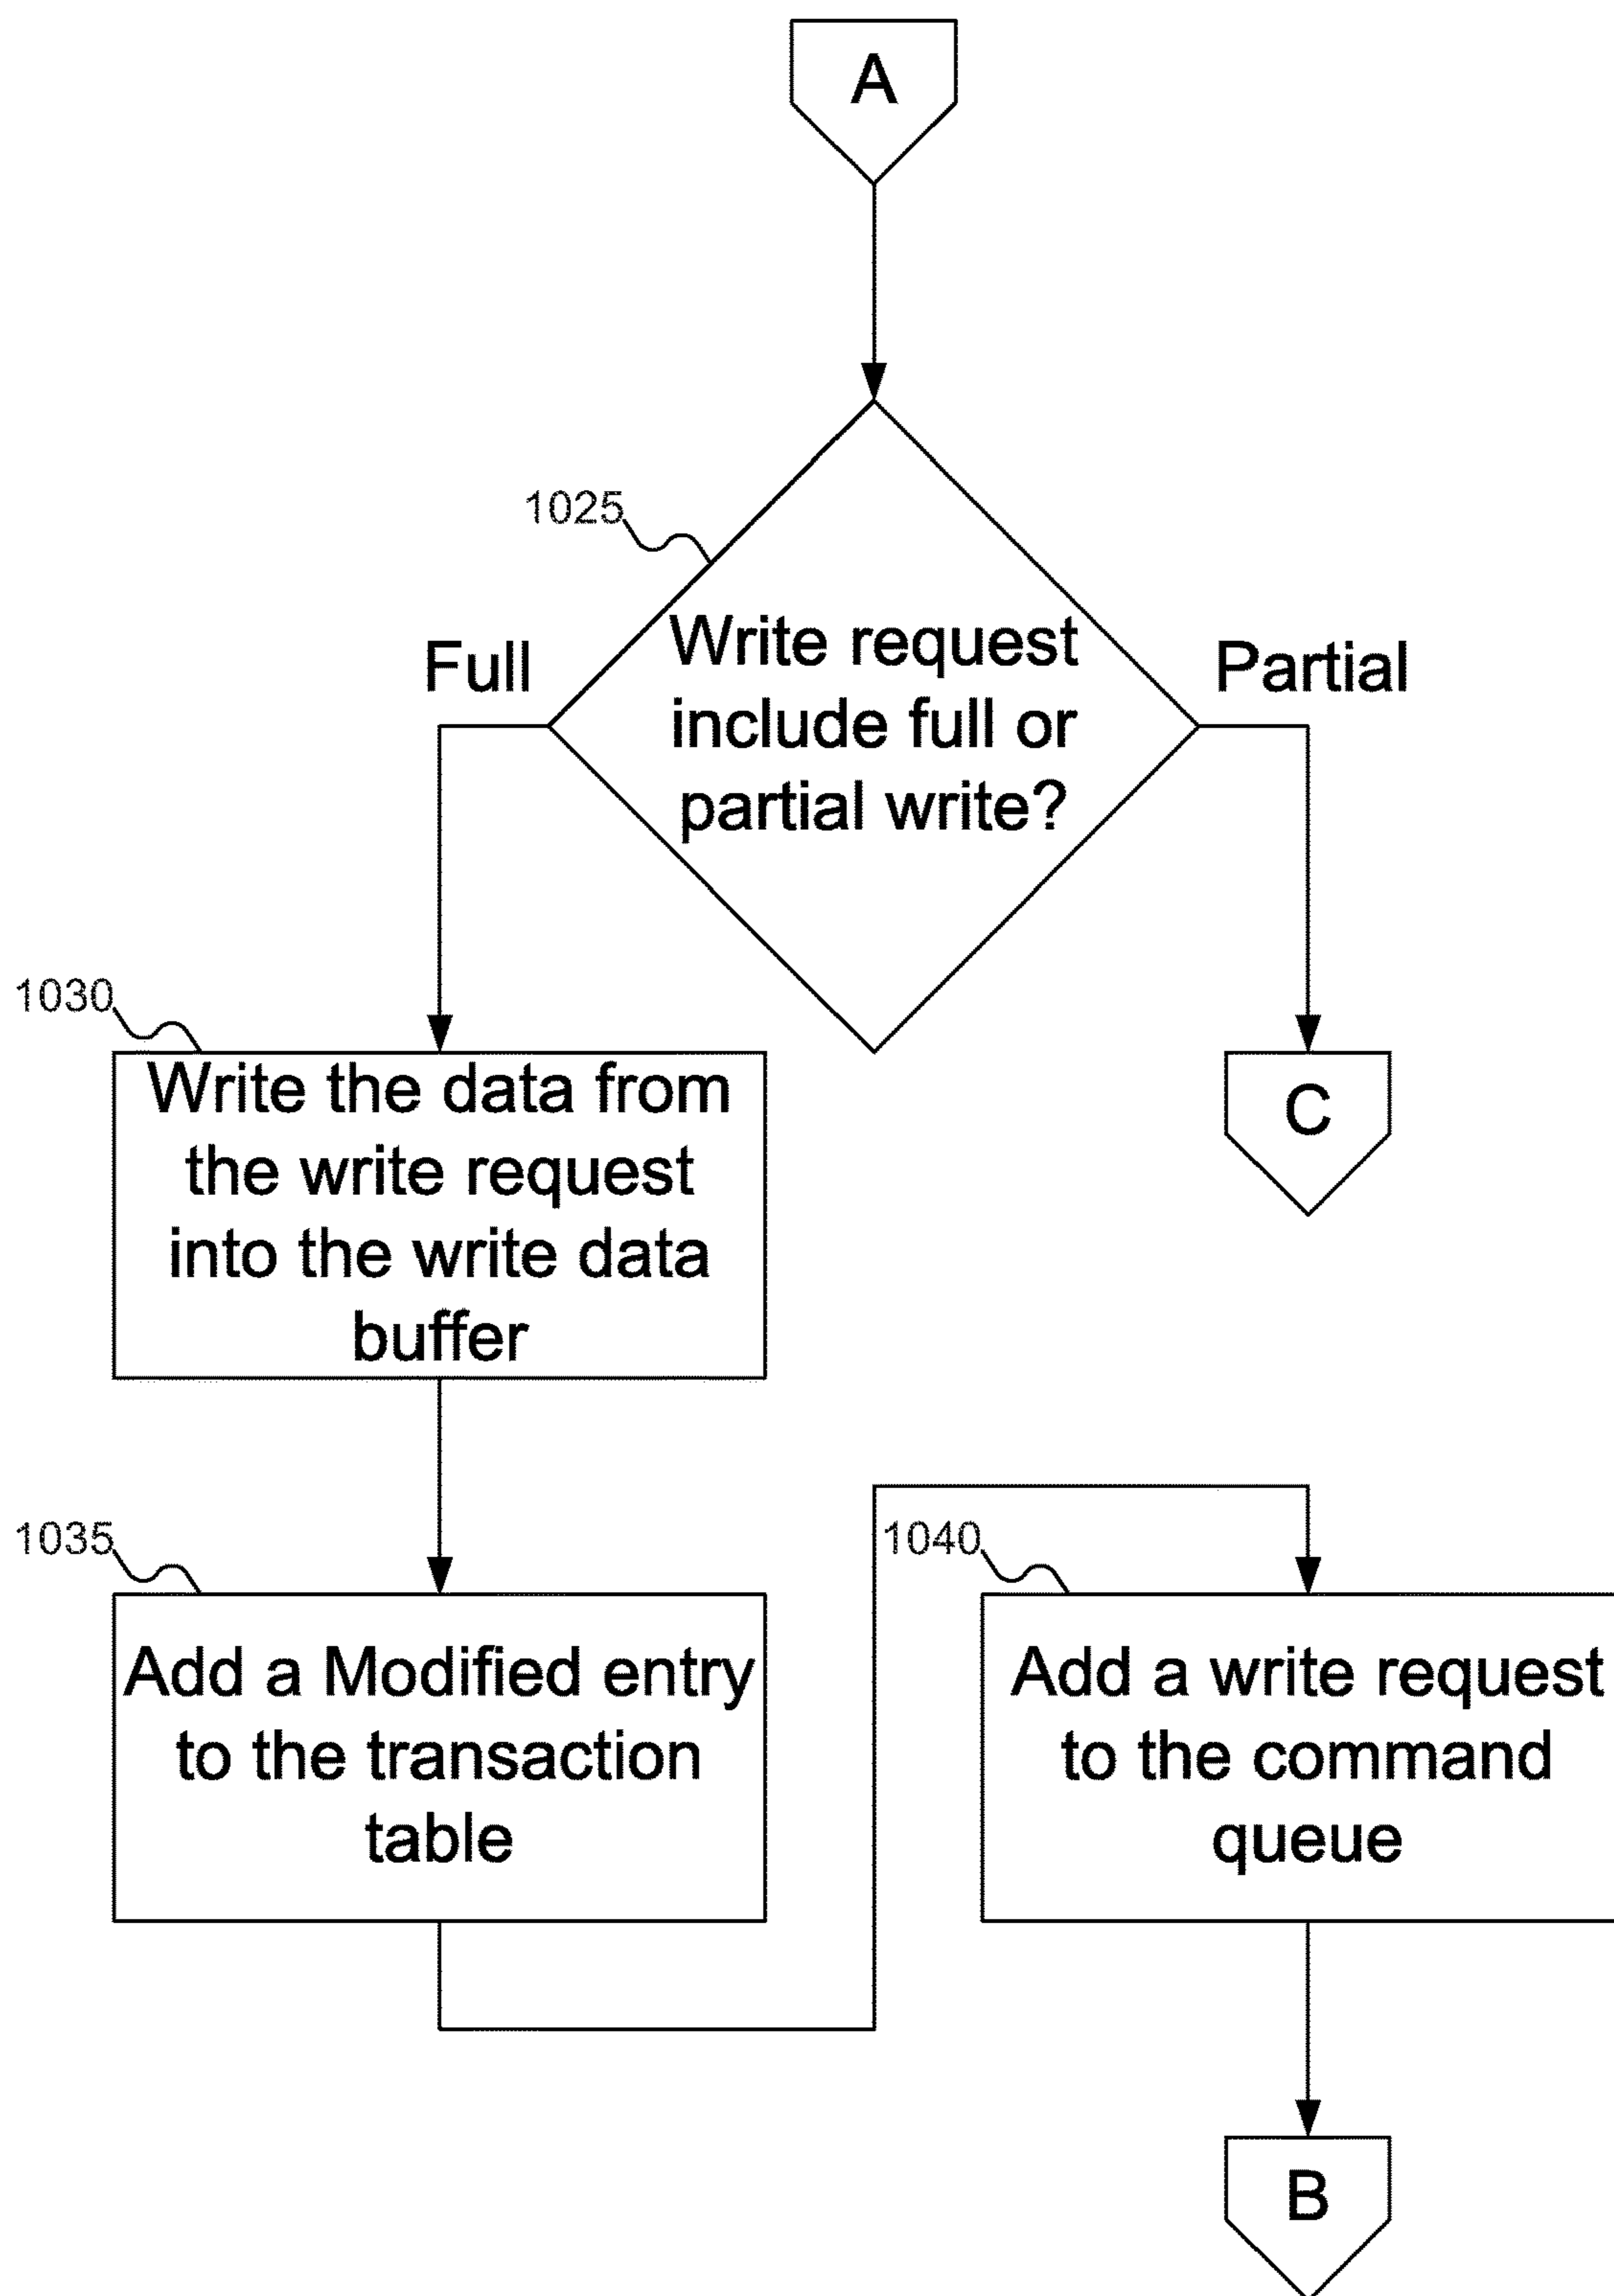 A
1025
Write request
include full or
partial write?
Full
Partial
1030
Write the data from
the write request
into the write data
buffer
C
1035
Add a Modified entry
to the transaction
table
1040
Add a write request
to the command
queue
B